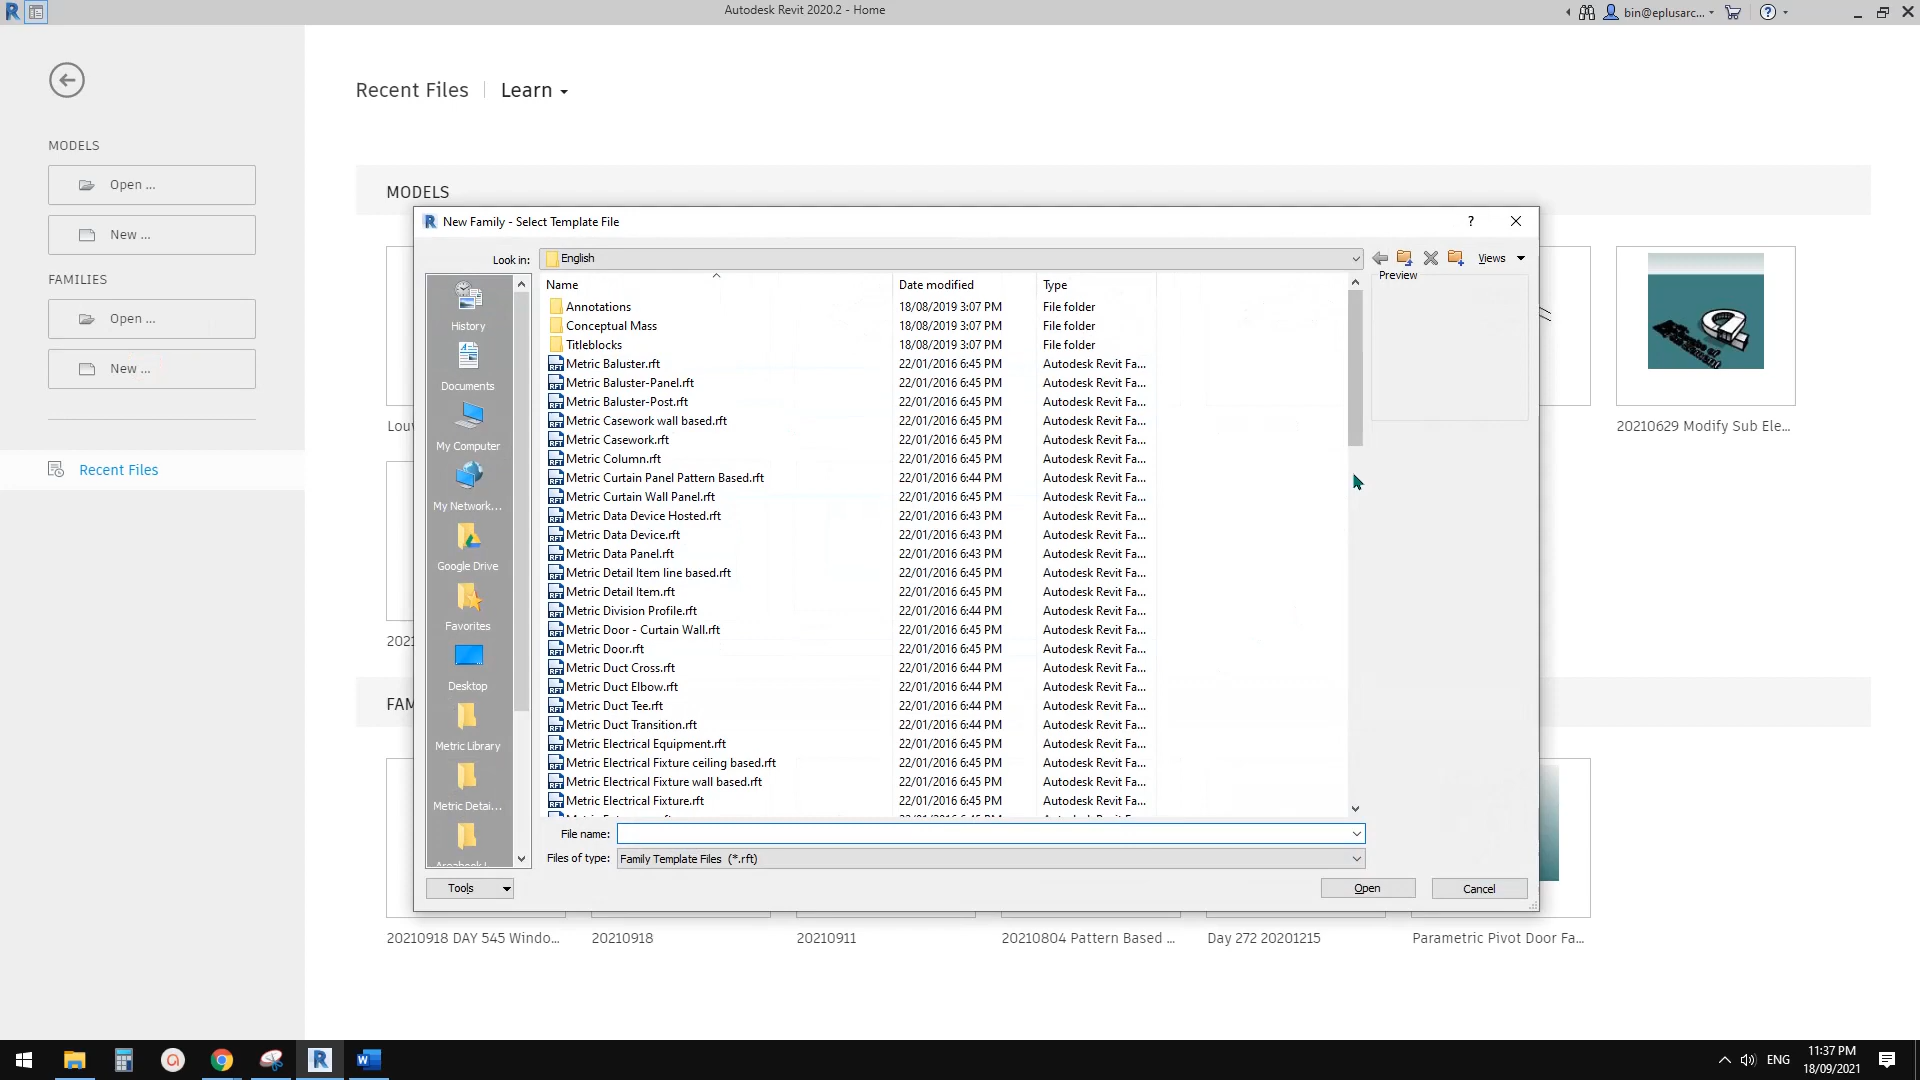 Autodesk Revit 2020.2 - Home
bin@eplusarc...
Recent Files
Learn
MODELS
Open ...
New ...
FAMILIES
Open ...
New ...
Recent Files
MODELS
20210629 Modify Sub Ele...
New Family - Select Template File
Look in:
English
Views
Preview
History
Documents
My Computer
My Network...
Google Drive
Favorites
Desktop
Metric Library
Metric Detai...
Name Date modified Type
Annotations 18/08/2019 3:07 PM File folder
Conceptual Mass 18/08/2019 3:07 PM File folder
Titleblocks 18/08/2019 3:07 PM File folder
Metric Baluster.rft 22/01/2016 6:45 PM Autodesk Revit Fa...
Metric Baluster-Panel.rft 22/01/2016 6:45 PM Autodesk Revit Fa...
Metric Baluster-Post.rft 22/01/2016 6:45 PM Autodesk Revit Fa...
Metric Casework wall based.rft 22/01/2016 6:45 PM Autodesk Revit Fa...
Metric Casework.rft 22/01/2016 6:45 PM Autodesk Revit Fa...
Metric Column.rft 22/01/2016 6:45 PM Autodesk Revit Fa...
Metric Curtain Panel Pattern Based.rft 22/01/2016 6:44 PM Autodesk Revit Fa...
Metric Curtain Wall Panel.rft 22/01/2016 6:45 PM Autodesk Revit Fa...
Metric Data Device Hosted.rft 22/01/2016 6:43 PM Autodesk Revit Fa...
Metric Data Device.rft 22/01/2016 6:43 PM Autodesk Revit Fa...
Metric Data Panel.rft 22/01/2016 6:43 PM Autodesk Revit Fa...
Metric Detail Item line based.rft 22/01/2016 6:45 PM Autodesk Revit Fa...
Metric Detail Item.rft 22/01/2016 6:45 PM Autodesk Revit Fa...
Metric Division Profile.rft 22/01/2016 6:44 PM Autodesk Revit Fa...
Metric Door - Curtain Wall.rft 22/01/2016 6:45 PM Autodesk Revit Fa...
Metric Door.rft 22/01/2016 6:45 PM Autodesk Revit Fa...
Metric Duct Cross.rft 22/01/2016 6:44 PM Autodesk Revit Fa...
Metric Duct Elbow.rft 22/01/2016 6:44 PM Autodesk Revit Fa...
Metric Duct Tee.rft 22/01/2016 6:44 PM Autodesk Revit Fa...
Metric Duct Transition.rft 22/01/2016 6:44 PM Autodesk Revit Fa...
Metric Electrical Equipment.rft 22/01/2016 6:45 PM Autodesk Revit Fa...
Metric Electrical Fixture ceiling based.rft 22/01/2016 6:45 PM Autodesk Revit Fa...
Metric Electrical Fixture wall based.rft 22/01/2016 6:45 PM Autodesk Revit Fa...
Metric Electrical Fixture.rft 22/01/2016 6:45 PM Autodesk Revit Fa...
File name:
Files of type: Family Template Files (*.rft)
Tools
Open
Cancel
20210918 DAY 545 Windo...
20210918
20210911
20210804 Pattern Based ...
Day 272 20201215
Parametric Pivot Door Fa...
ENG
11:37 PM
18/09/2021